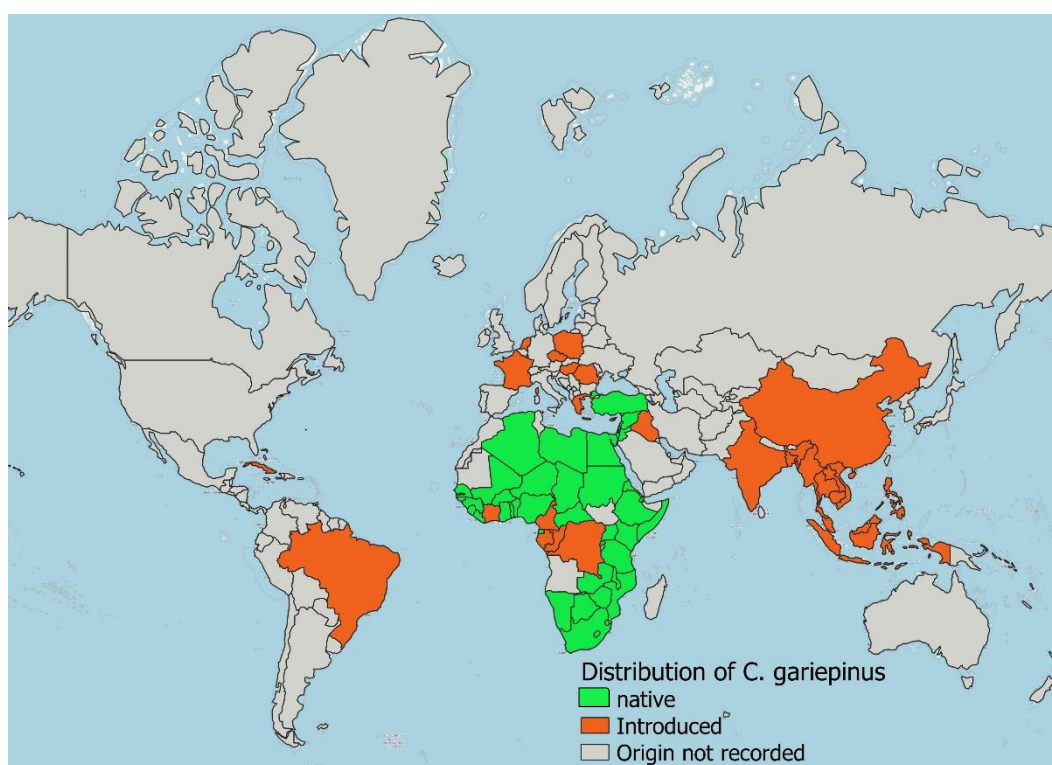 Distribution of C. gariepinus
native
Introduced
Origin not recorded